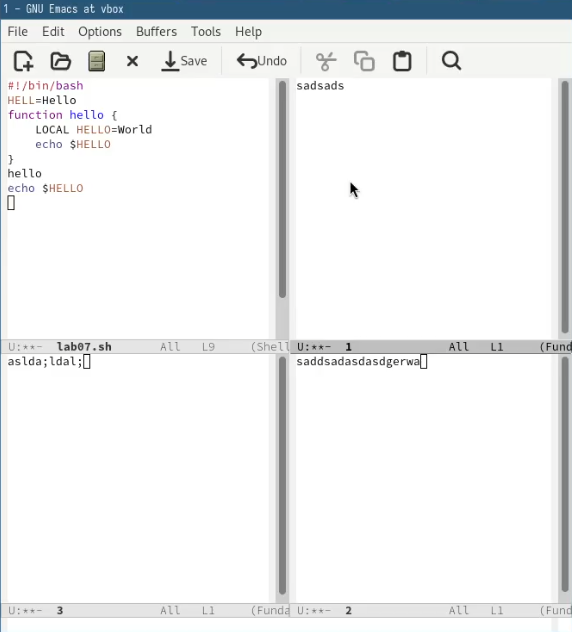 1 - GNU Emacs at vbox
File Edit Options Buffers Tools Help
Save Undo
#!/bin/bash
HELL=Hello
function hello {
    LOCAL HELLO=World
    echo $HELLO
}
hello
echo $HELLO
U:**- lab07.sh All L9 (Shell
sadsads
U:**- 1 All L1 (Fund
aslda;ldal;
U:**- 3 All L1 (Funda
saddsadasdasdgerwa
U:**- 2 All L1 (Fund